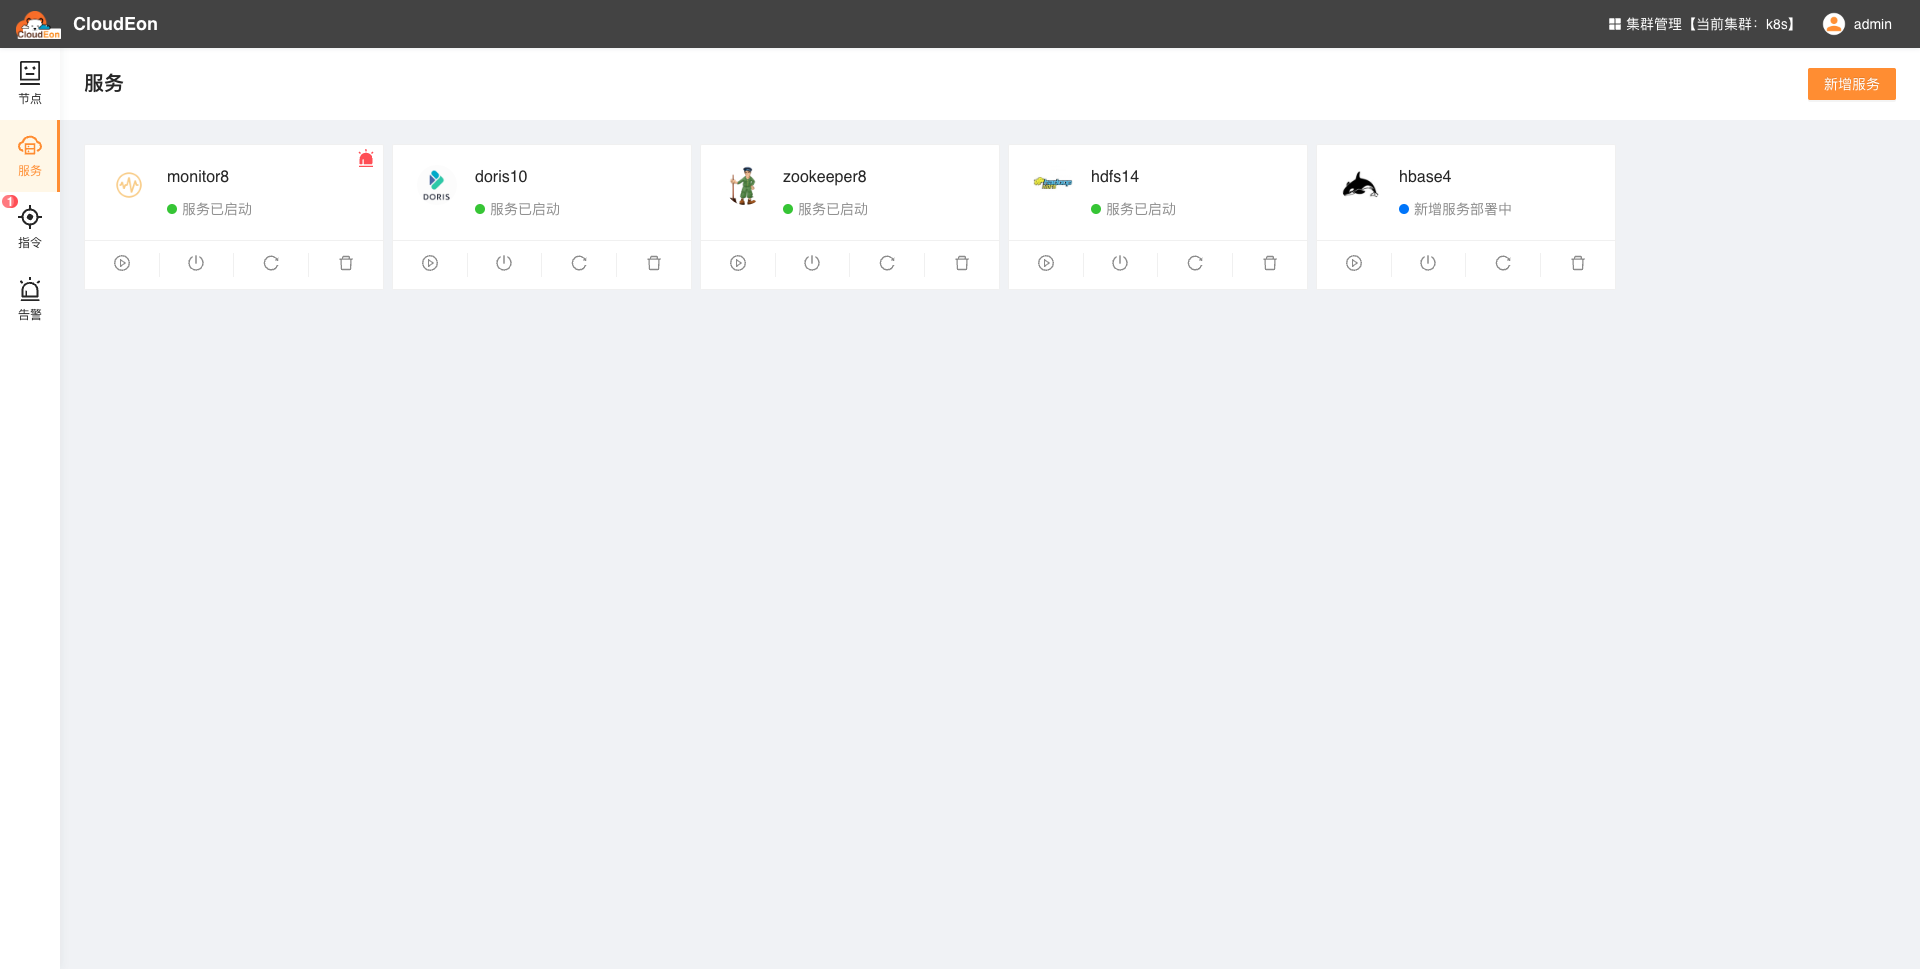 CloudEon
CloudEon
集群管理【当前集群：k8s】
admin
节点
服务
1
指令
告警
服务
新增服务
monitor8
服务已启动
DORIS
doris10
服务已启动
zookeeper8
服务已启动
hadoop
hdfs14
服务已启动
hbase4
新增服务部署中